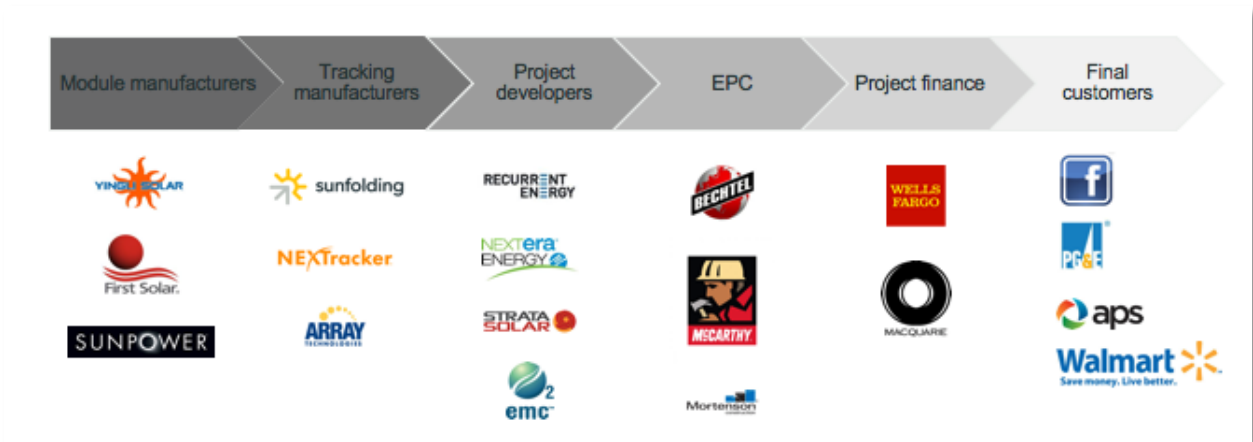 Module manufacturers
Tracking
manufacturers
Project
developers
EPC
Project finance
Final
customers
YINGLI SOLAR
First Solar.
SUNPOWER
sunfolding
NEXTracker
ARRAY
TECHNOLOGIES
RECURRENT
ENERGY
NEXTera
ENERGY
STRATA
SOLAR
emc2
BECHTEL
McCARTHY
Mortenson
construction
WELLS
FARGO
MACQUARIE
f
PG&E
aps
Walmart
Save money. Live better.